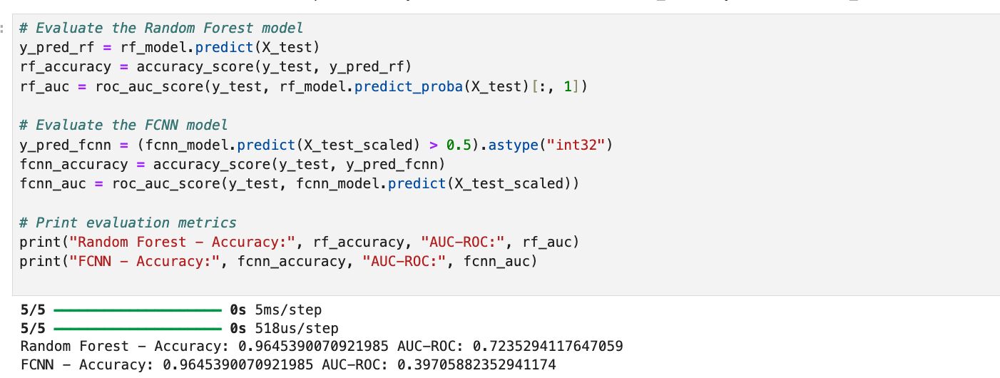 :
# Evaluate the Random Forest model
y_pred_rf = rf_model.predict(X_test)
rf_accuracy = accuracy_score(y_test, y_pred_rf)
rf_auc = roc_auc_score(y_test, rf_model.predict_proba(X_test)[:, 1])

# Evaluate the FCNN model
y_pred_fcnn = (fcnn_model.predict(X_test_scaled) > 0.5).astype("int32")
fcnn_accuracy = accuracy_score(y_test, y_pred_fcnn)
fcnn_auc = roc_auc_score(y_test, fcnn_model.predict(X_test_scaled))

# Print evaluation metrics
print("Random Forest - Accuracy:", rf_accuracy, "AUC-ROC:", rf_auc)
print("FCNN - Accuracy:", fcnn_accuracy, "AUC-ROC:", fcnn_auc)

5/5 0s 5ms/step
5/5 0s 518us/step
Random Forest - Accuracy: 0.9645390070921985 AUC-ROC: 0.7235294117647059
FCNN - Accuracy: 0.9645390070921985 AUC-ROC: 0.39705882352941174